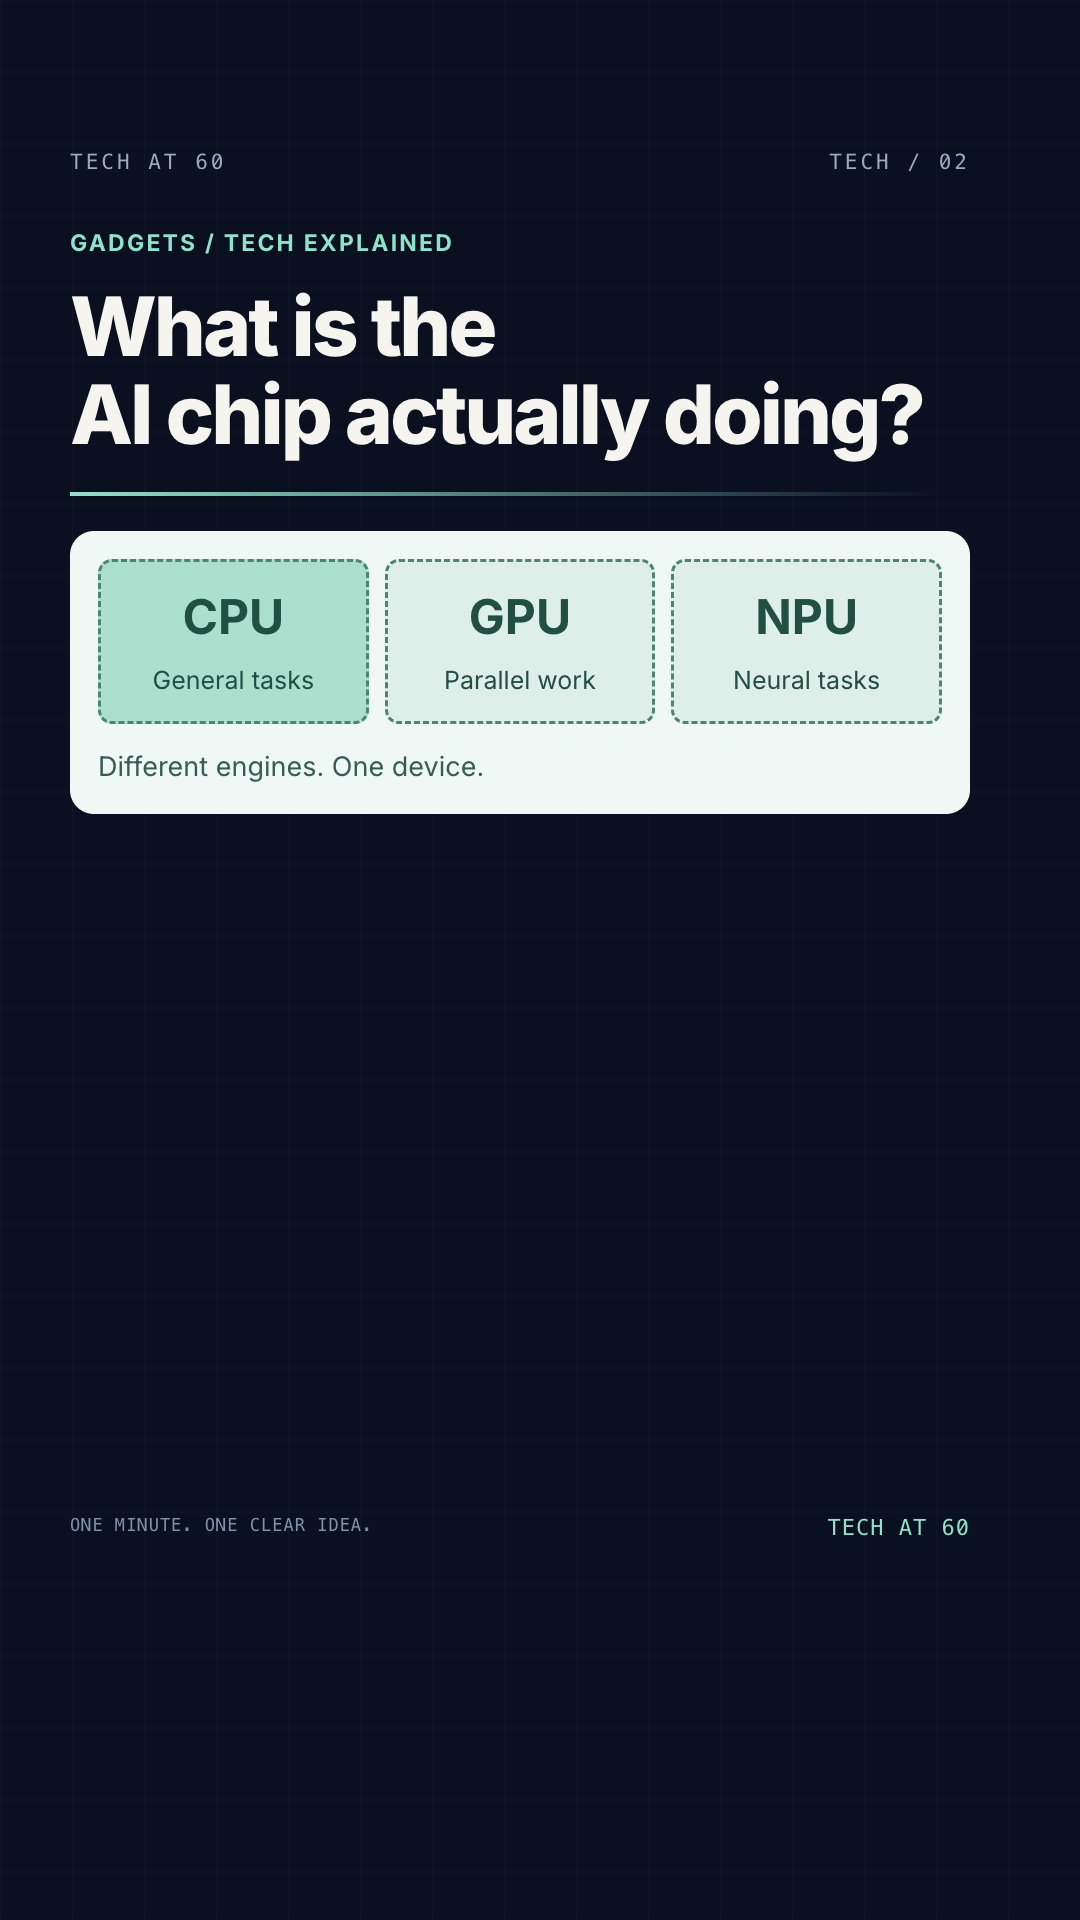 TECH AT 60
TECH / 02
GADGETS / TECH EXPLAINED
What is the
AI chip actually doing?
CPU
General tasks
GPU
Parallel work
NPU
Neural tasks
Different engines. One device.
ONE MINUTE. ONE CLEAR IDEA.
TECH AT 60